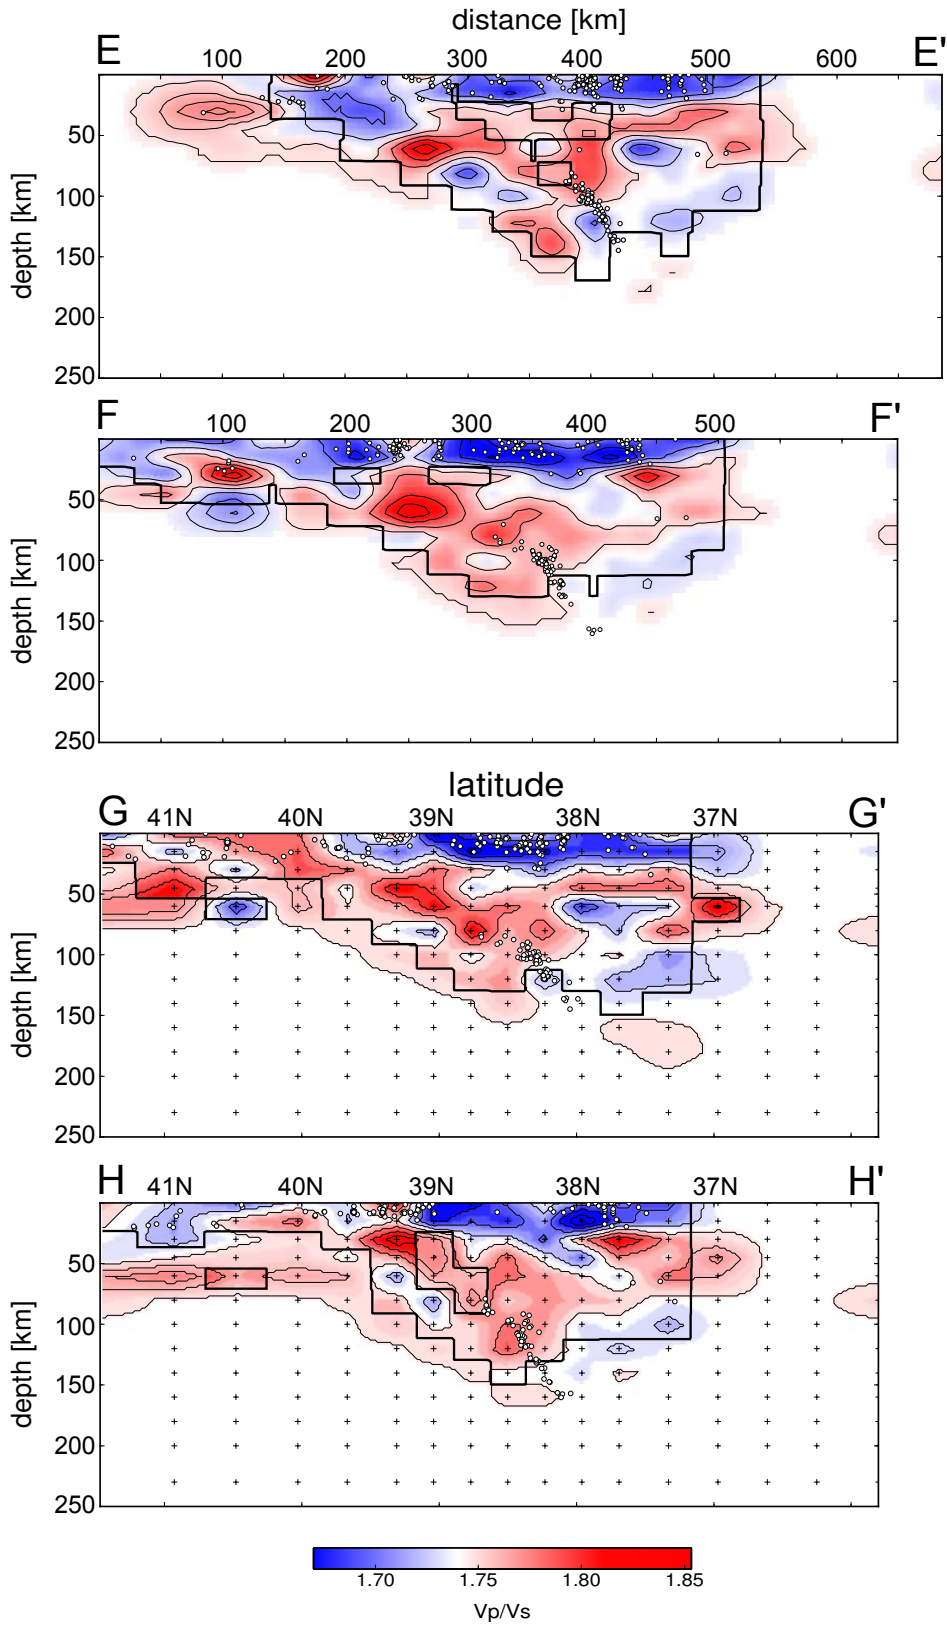 distance [km]
E E'
100 200 300 400 500 600
50
100
150
200
250
depth [km]
F F'
100 200 300 400 500
50
100
150
200
250
depth [km]
latitude
G G'
41N 40N 39N 38N 37N
50
100
150
200
250
depth [km]
H H'
41N 40N 39N 38N 37N
50
100
150
200
250
depth [km]
1.70 1.75 1.80 1.85
Vp/Vs